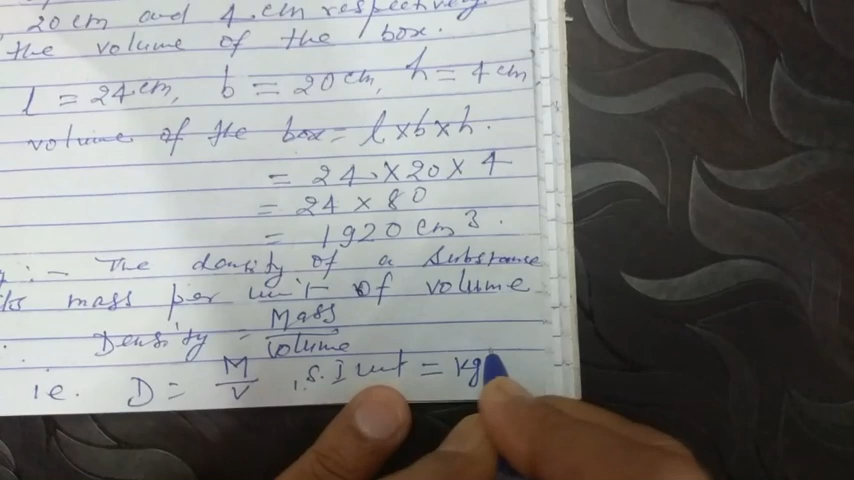 20 cm and 4 cm respectively.
the volume of the box.
l = 24 cm, b = 20 cm, h = 4 cm
volume of the box = l x b x h.
= 24 x 20 x 4
= 24 x 80
= 1920 cm³.
:- The density of a substance
mass per unit of volume
Density = Mass / Volume
ie. D = M / V , S.I unit = kg